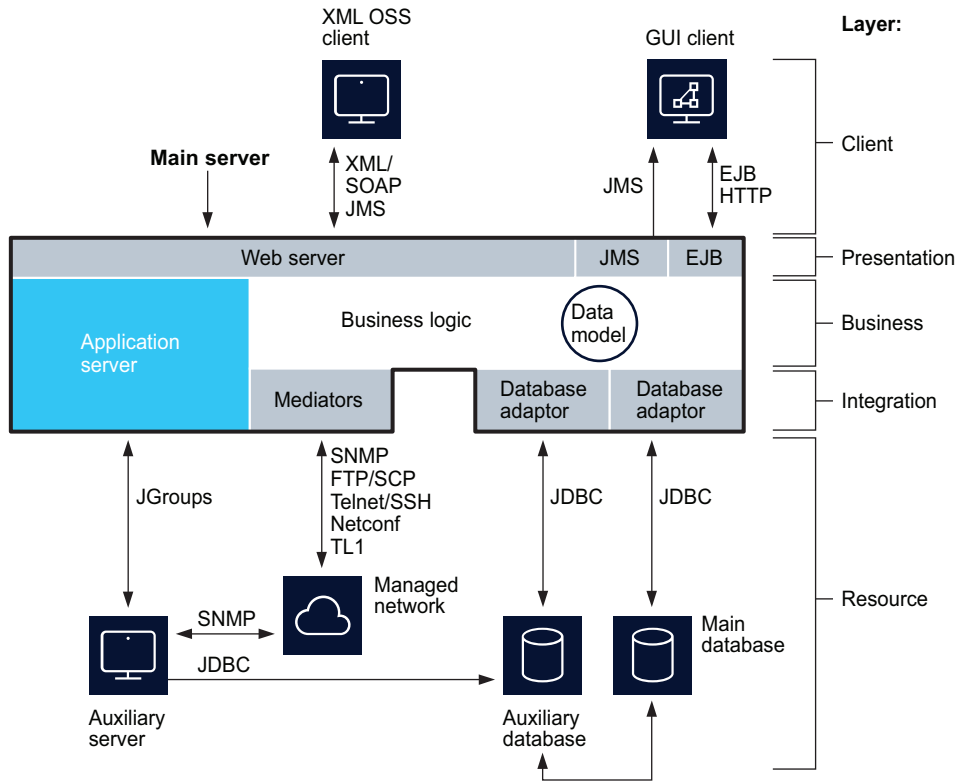 XML OSS
client
GUI client
Layer:
Main server
XML/
SOAP
JMS
JMS
EJB
HTTP
Client
Web server
JMS
EJB
Presentation
Application
server
Business logic
Data
model
Business
Mediators
Database
adaptor
Database
adaptor
Integration
JGroups
SNMP
FTP/SCP
Telnet/SSH
Netconf
TL1
JDBC
JDBC
Managed
network
Resource
SNMP
JDBC
Main
database
Auxiliary
server
Auxiliary
database